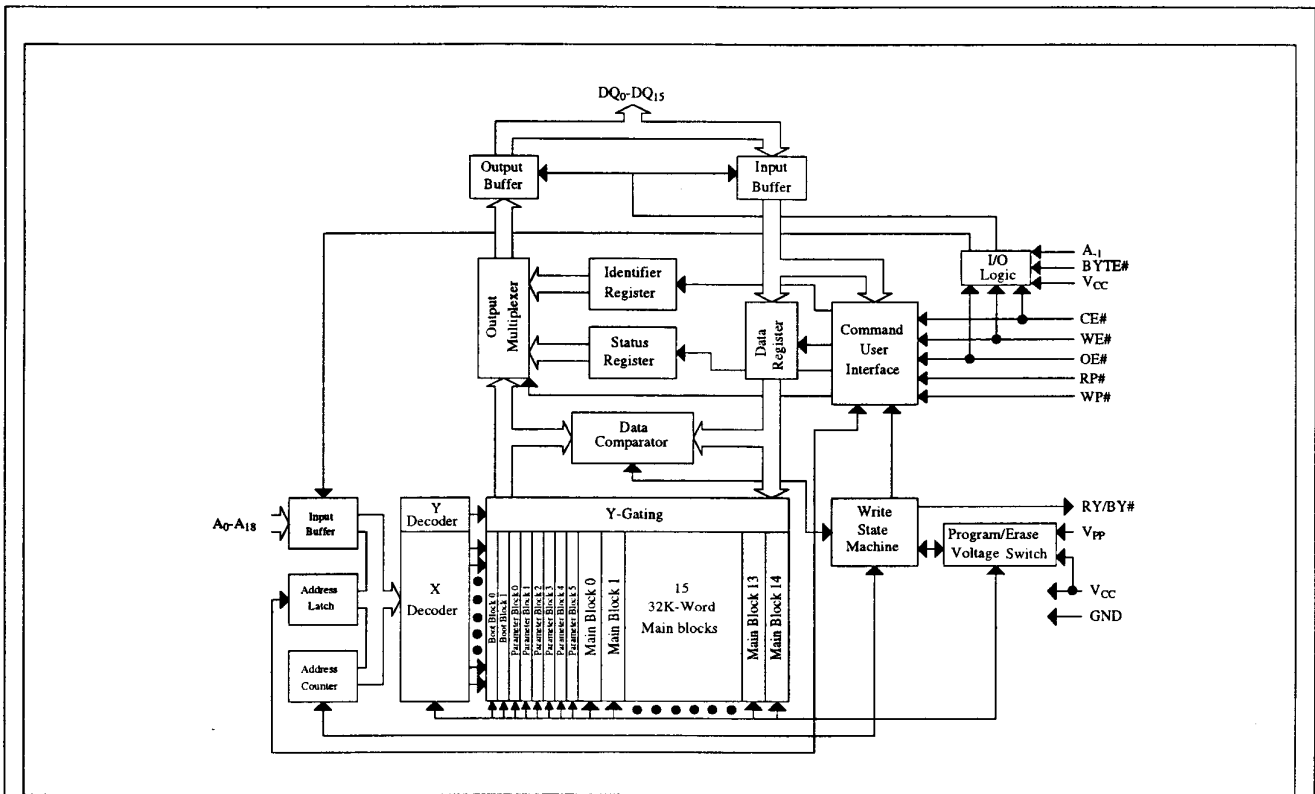 DQ0-DQ15
Output
Buffer
Input
Buffer
Output
Multiplexer
Identifier
Register
Status
Register
Data
Register
Command
User
Interface
I/O
Logic
A-1
BYTE#
VCC
CE#
WE#
OE#
RP#
WP#
Data
Comparator
A0-A18
Input
Buffer
Address
Latch
Address
Counter
Y
Decoder
X
Decoder
Y-Gating
Boot Block 0
Boot Block 1
Parameter Block 0
Parameter Block 1
Parameter Block 2
Parameter Block 3
Parameter Block 4
Parameter Block 5
Main Block 0
Main Block 1
15
32K-Word
Main blocks
Main Block 13
Main Block 14
Write
State
Machine
Program/Erase
Voltage Switch
RY/BY#
VPP
VCC
GND